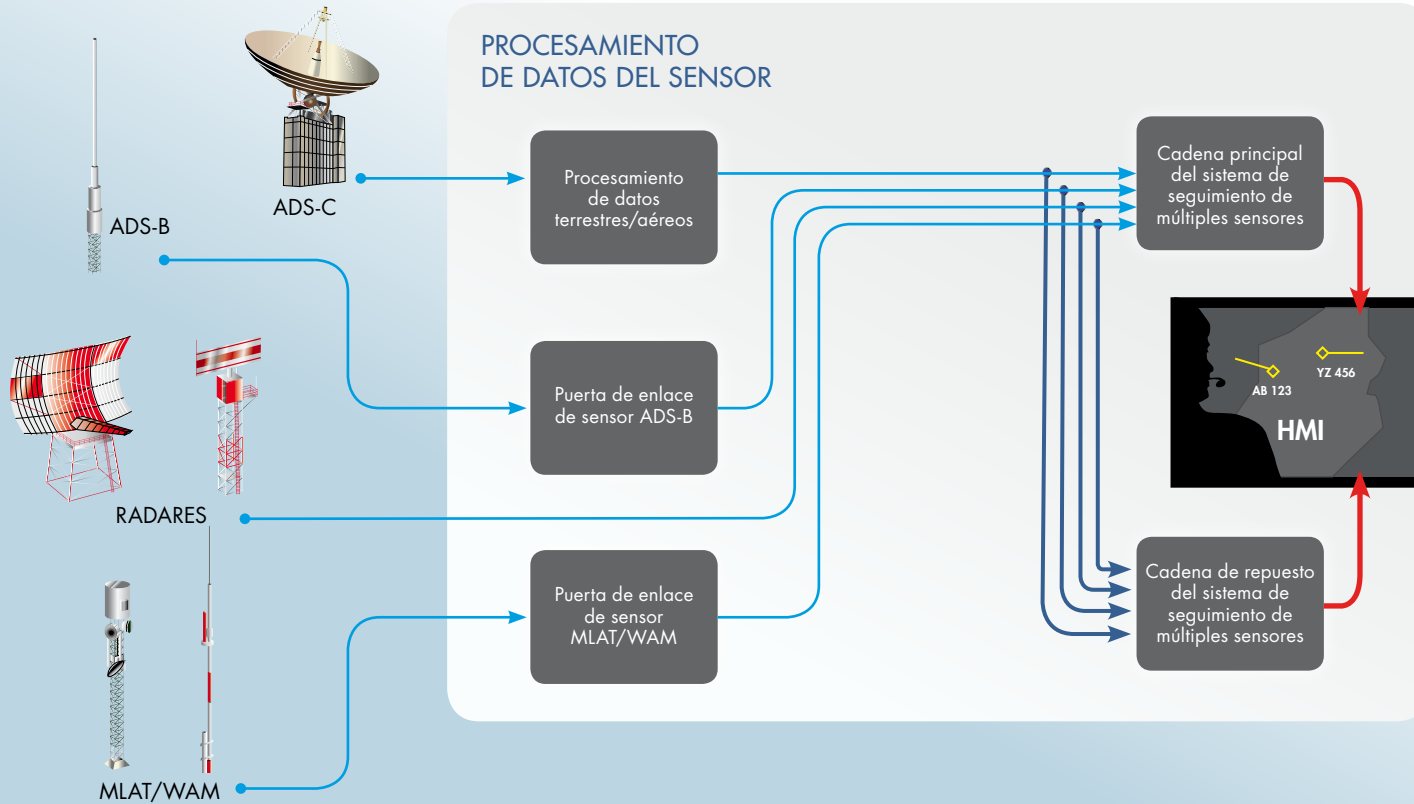 PROCESAMIENTO
DE DATOS DEL SENSOR
ADS-B
ADS-C
RADARES
MLAT/WAM
Procesamiento
de datos
terrestres/aéreos
Puerta de enlace
de sensor ADS-B
Puerta de enlace
de sensor
MLAT/WAM
Cadena principal
del sistema de
seguimiento de
múltiples sensores
AB 123
YZ 456
HMI
Cadena de repuesto
del sistema de
seguimiento de
múltiples sensores